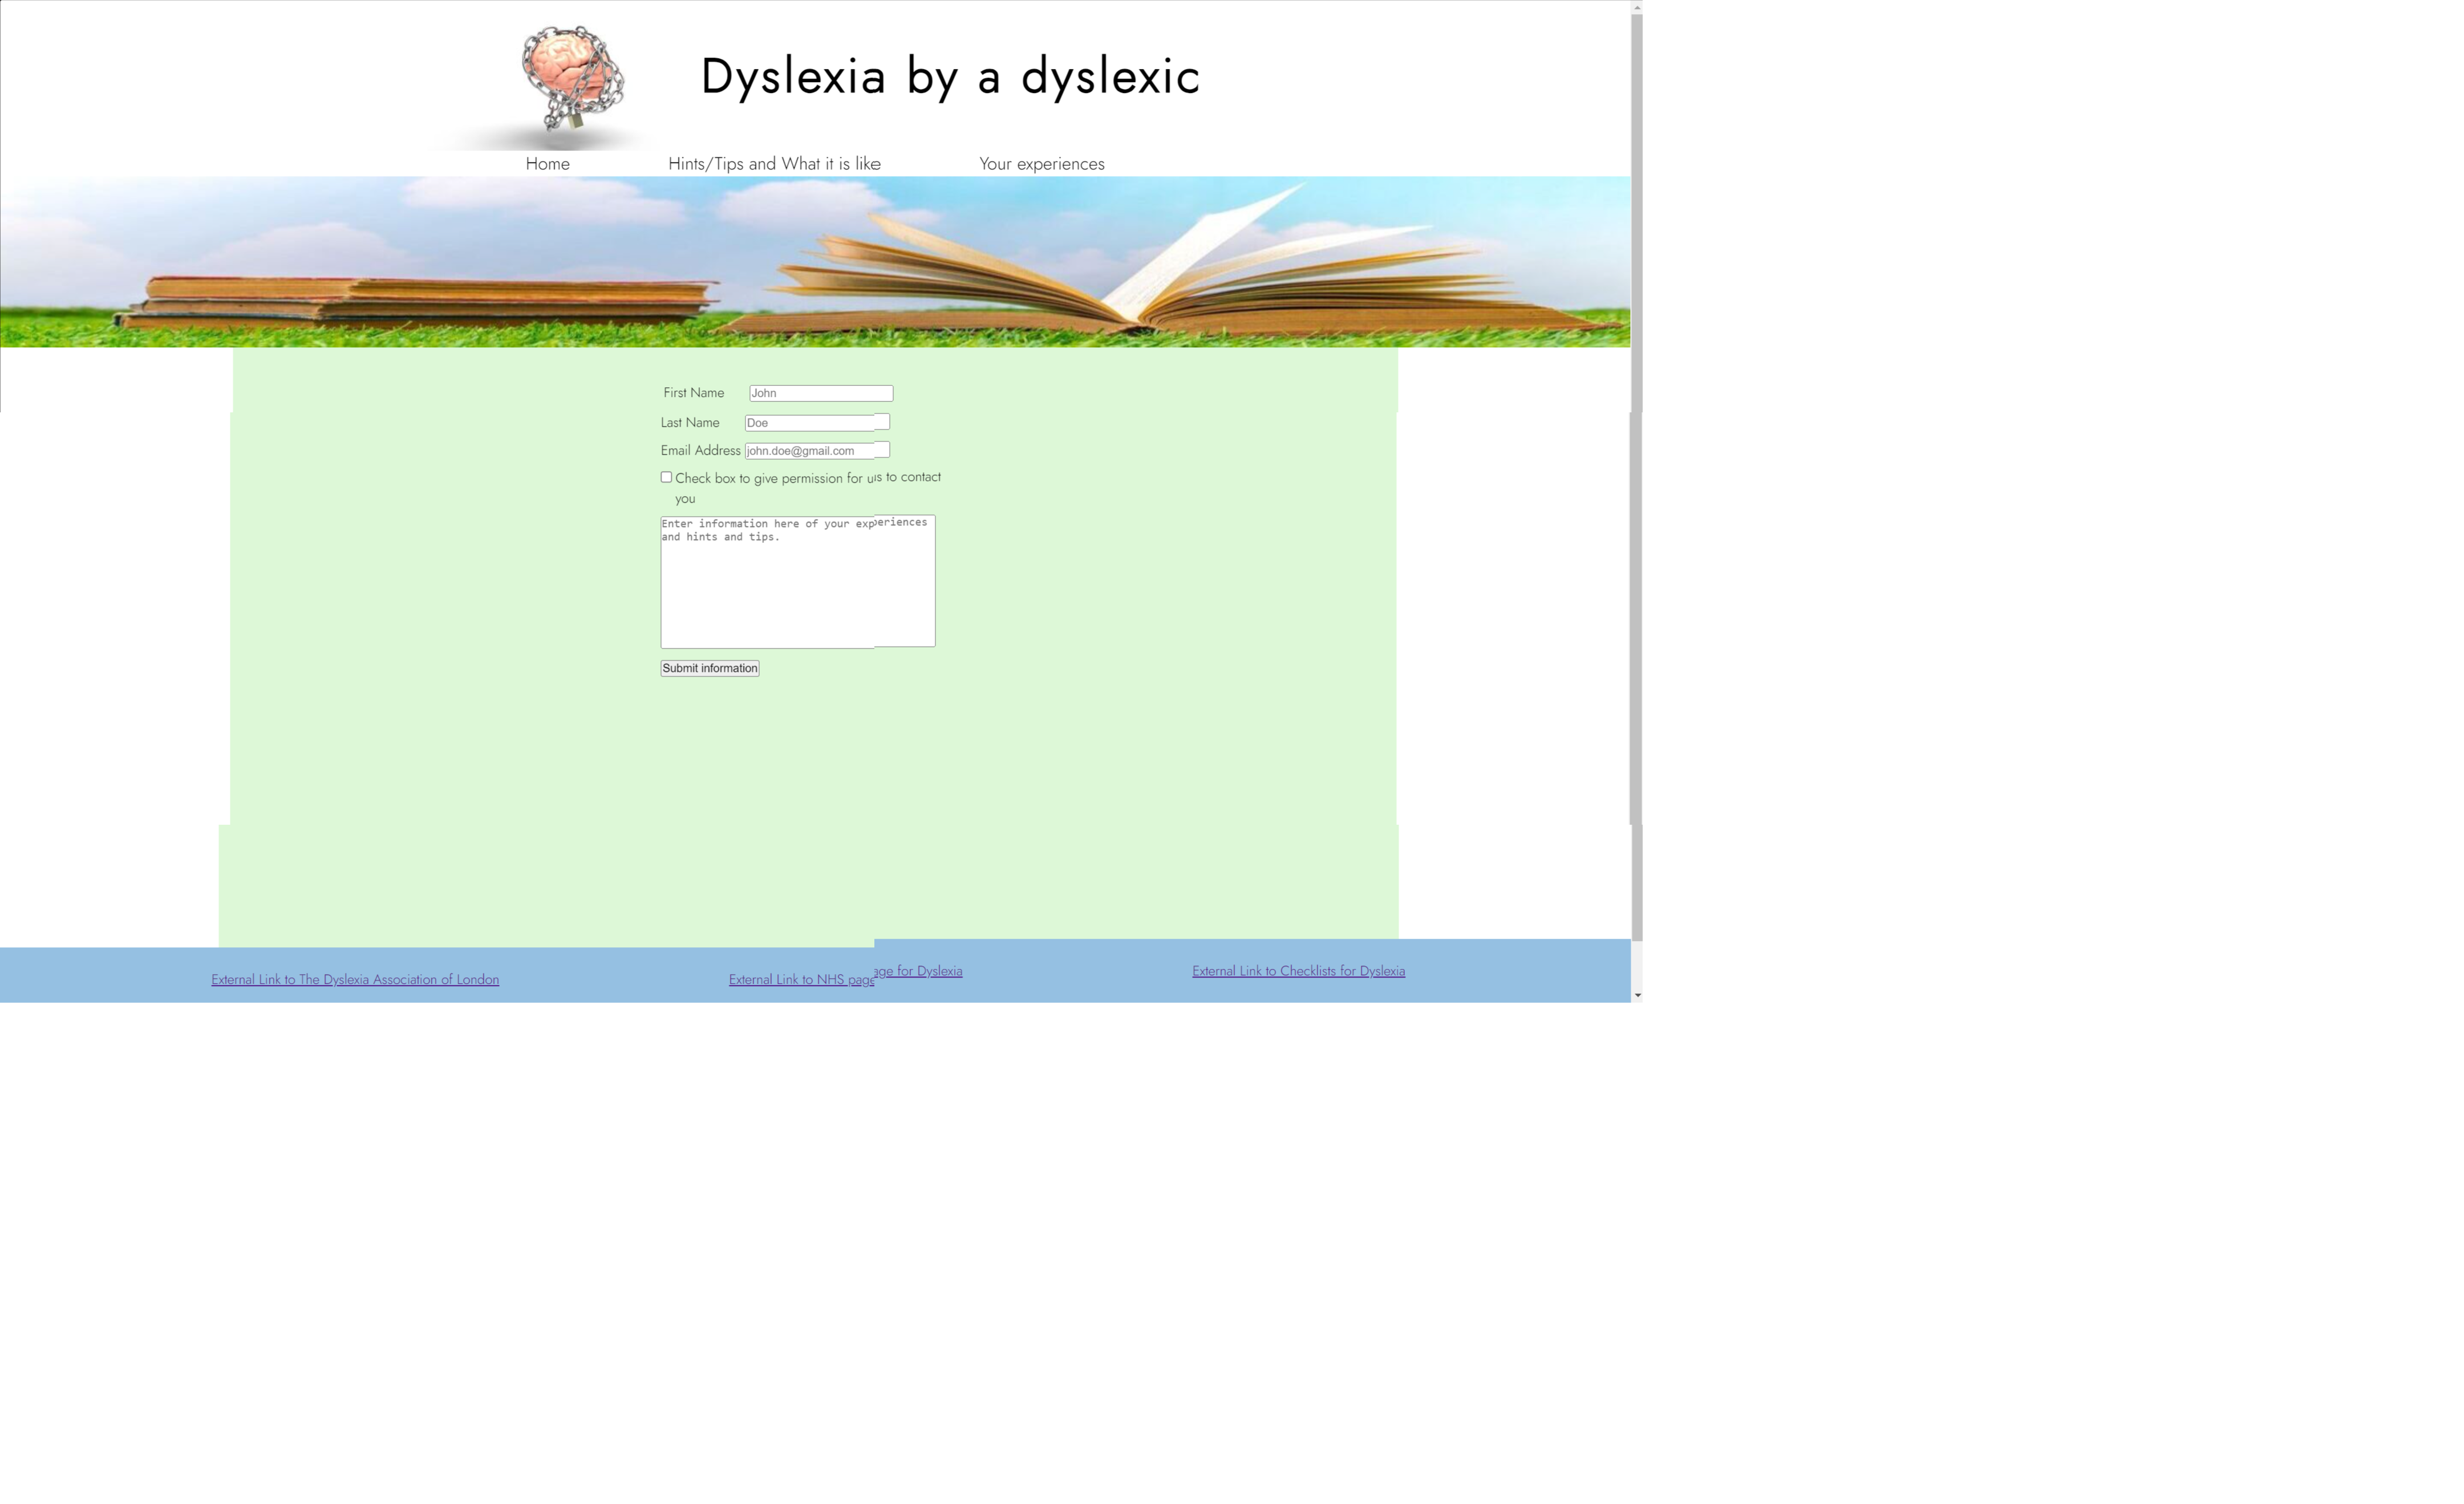 Dyslexia by a dyslexic
Home Hints/Tips and What it is like Your experiences
First Name John
Last Name Doe
Email Address john.doe@gmail.com
Check box to give permission for us to contact
you
Enter information here of your experiences
and hints and tips.
Submit information
External Link to The Dyslexia Association of London External Link to NHS page for Dyslexia External Link to Checklists for Dyslexia